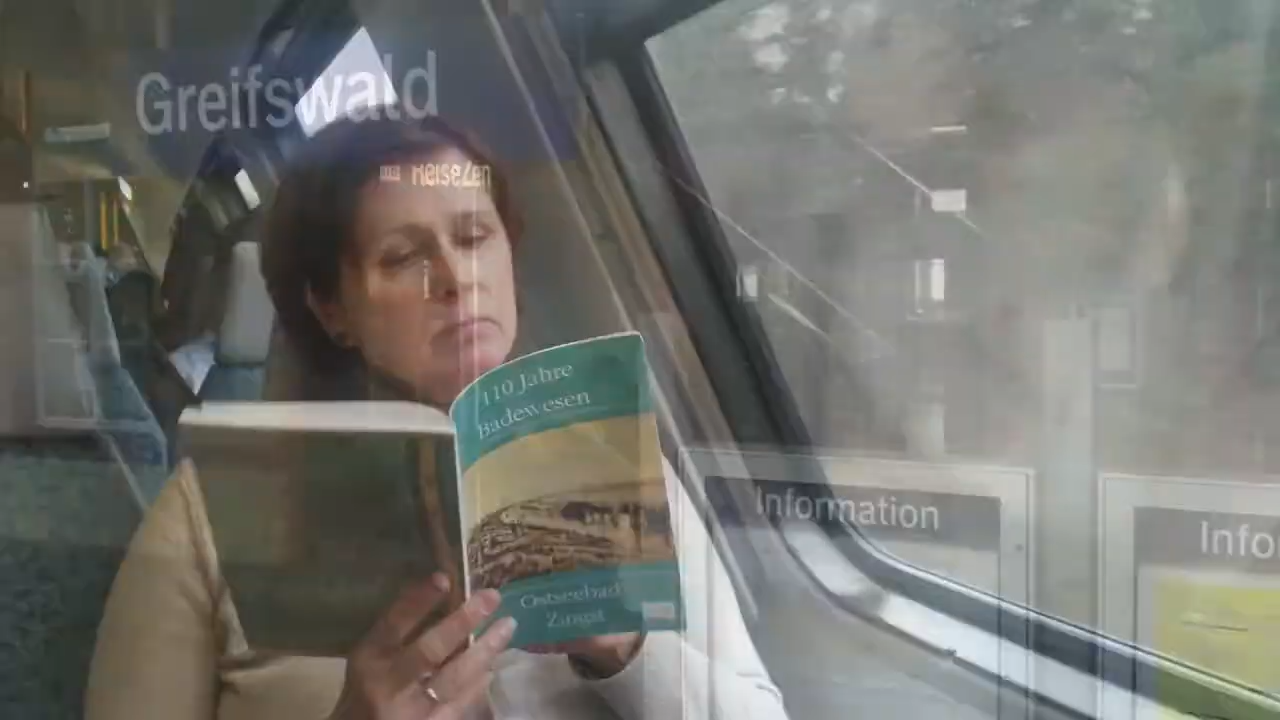 Greifswald
ReiseZen
110 Jahre
Badewesen
Information
Info
Ostseebad
Zingst